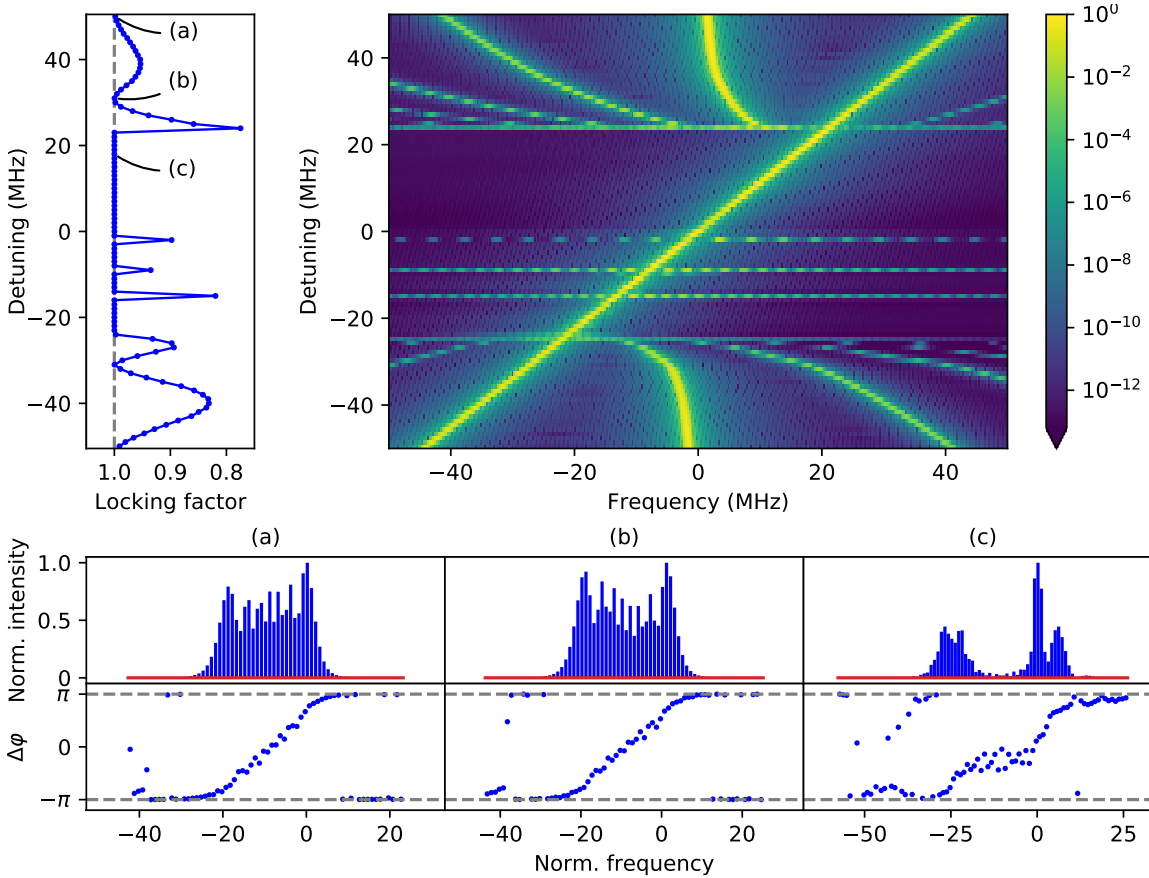 (a)
(b)
(c)
40
20
0
−20
−40
Detuning (MHz)
1.0 0.9 0.8
Locking factor
40
20
0
−20
−40
Detuning (MHz)
−40 −20 0 20 40
Frequency (MHz)
10⁰
10⁻²
10⁻⁴
10⁻⁶
10⁻⁸
10⁻¹⁰
10⁻¹²
(a) (b) (c)
1.0
0.5
0
Norm. intensity
π
0
−π
Δφ
−40 −20 0 20
−40 −20 0 20
−50 −25 0 25
Norm. frequency